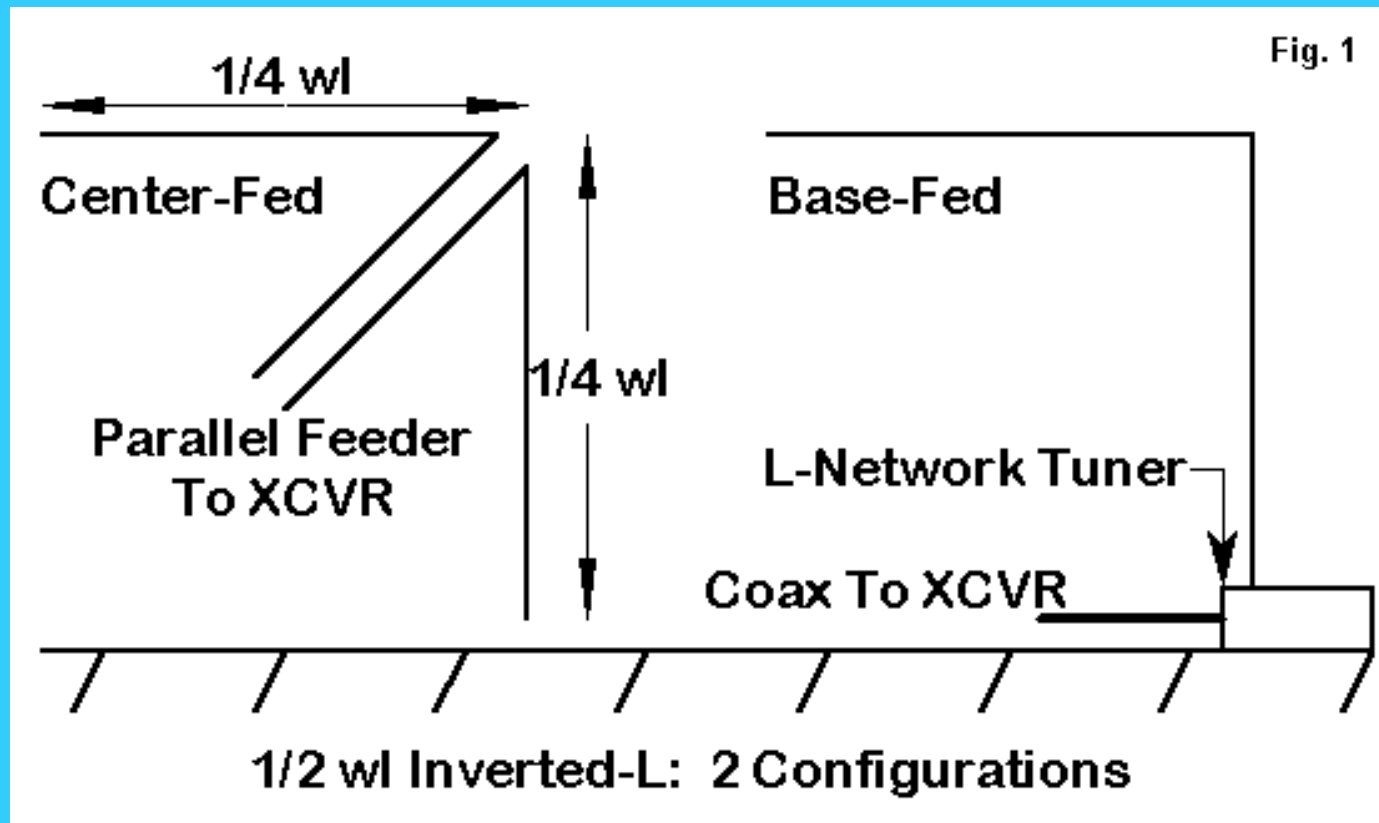 Fig. 1
1/4 wl
Center-Fed
Base-Fed
1/4 wl
Parallel Feeder
To XCVR
L-Network Tuner
Coax To XCVR
1/2 wl Inverted-L: 2 Configurations